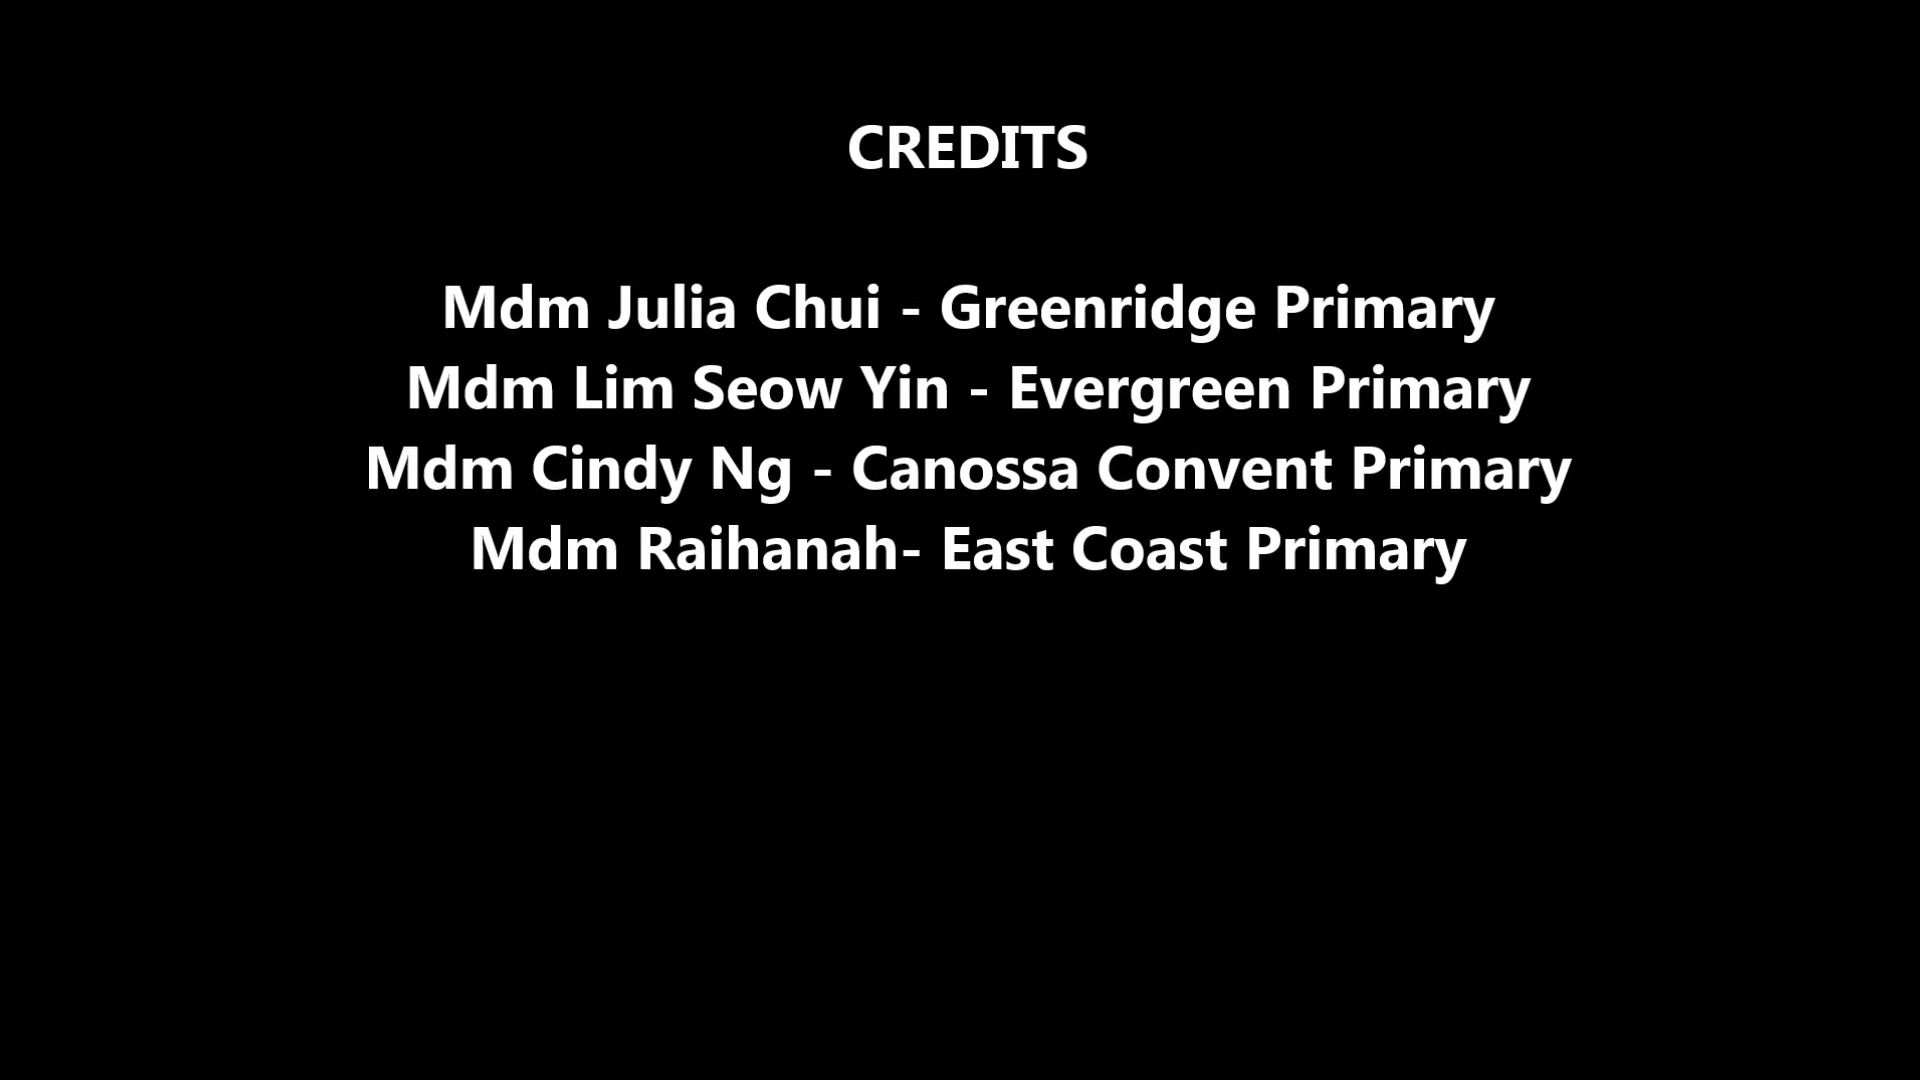 CREDITS
Mdm Julia Chui - Greenridge Primary
Mdm Lim Seow Yin - Evergreen Primary
Mdm Cindy Ng - Canossa Convent Primary
Mdm Raihanah- East Coast Primary